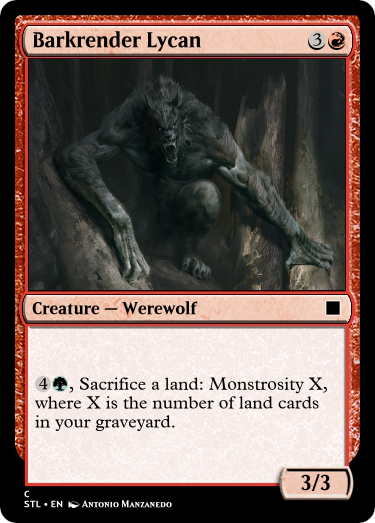 Barkrender Lycan 3
Creature — Werewolf
4, Sacrifice a land: Monstrosity X,
where X is the number of land cards
in your graveyard.
3/3
C
STL • EN Antonio Manzanedo